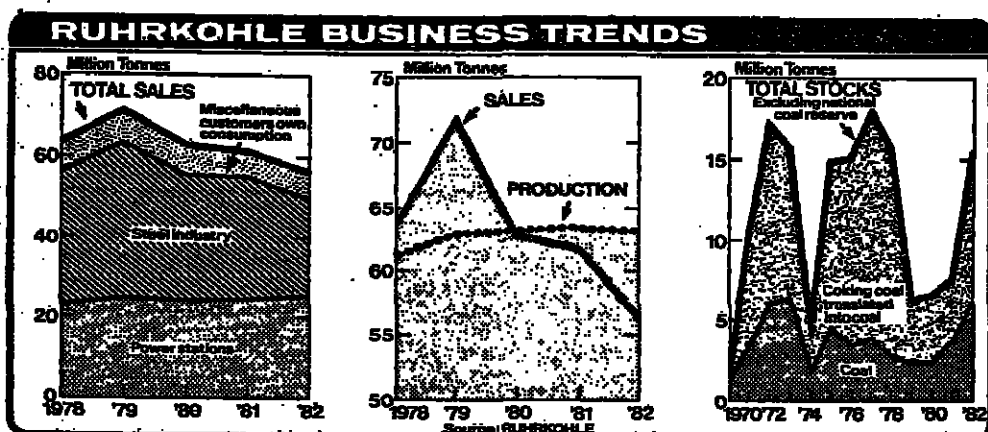 RUHRKOHLE BUSINESS TRENDS
Million Tonnes
80
60
40
20
0
TOTAL SALES
Miscellaneous
customers own
consumption
Steel industry
Power stations
1978 '79 '80 '81 '82
Million Tonnes
75
70
65
60
55
50
SALES
PRODUCTION
1978 '79 '80 '81 '82
Source: RUHRKOHLE
Million Tonnes
20
15
10
5
0
TOTAL STOCKS
Excluding national
coal reserve
Coking coal
translated
into coal
Coal
1970 '72 '74 '76 '78 '80 '82